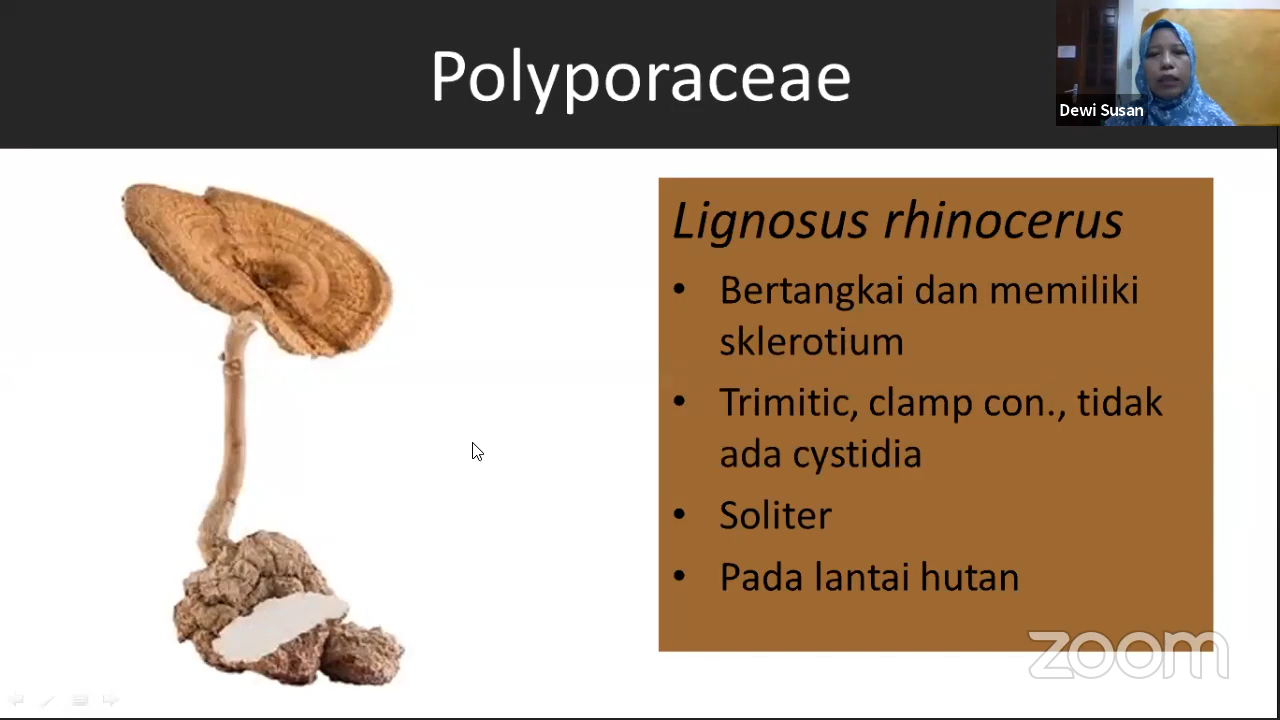 Polyporaceae
Dewi Susan
Lignosus rhinocerus
• Bertangkai dan memiliki
sklerotium
• Trimitic, clamp con., tidak
ada cystidia
• Soliter
• Pada lantai hutan
zoom